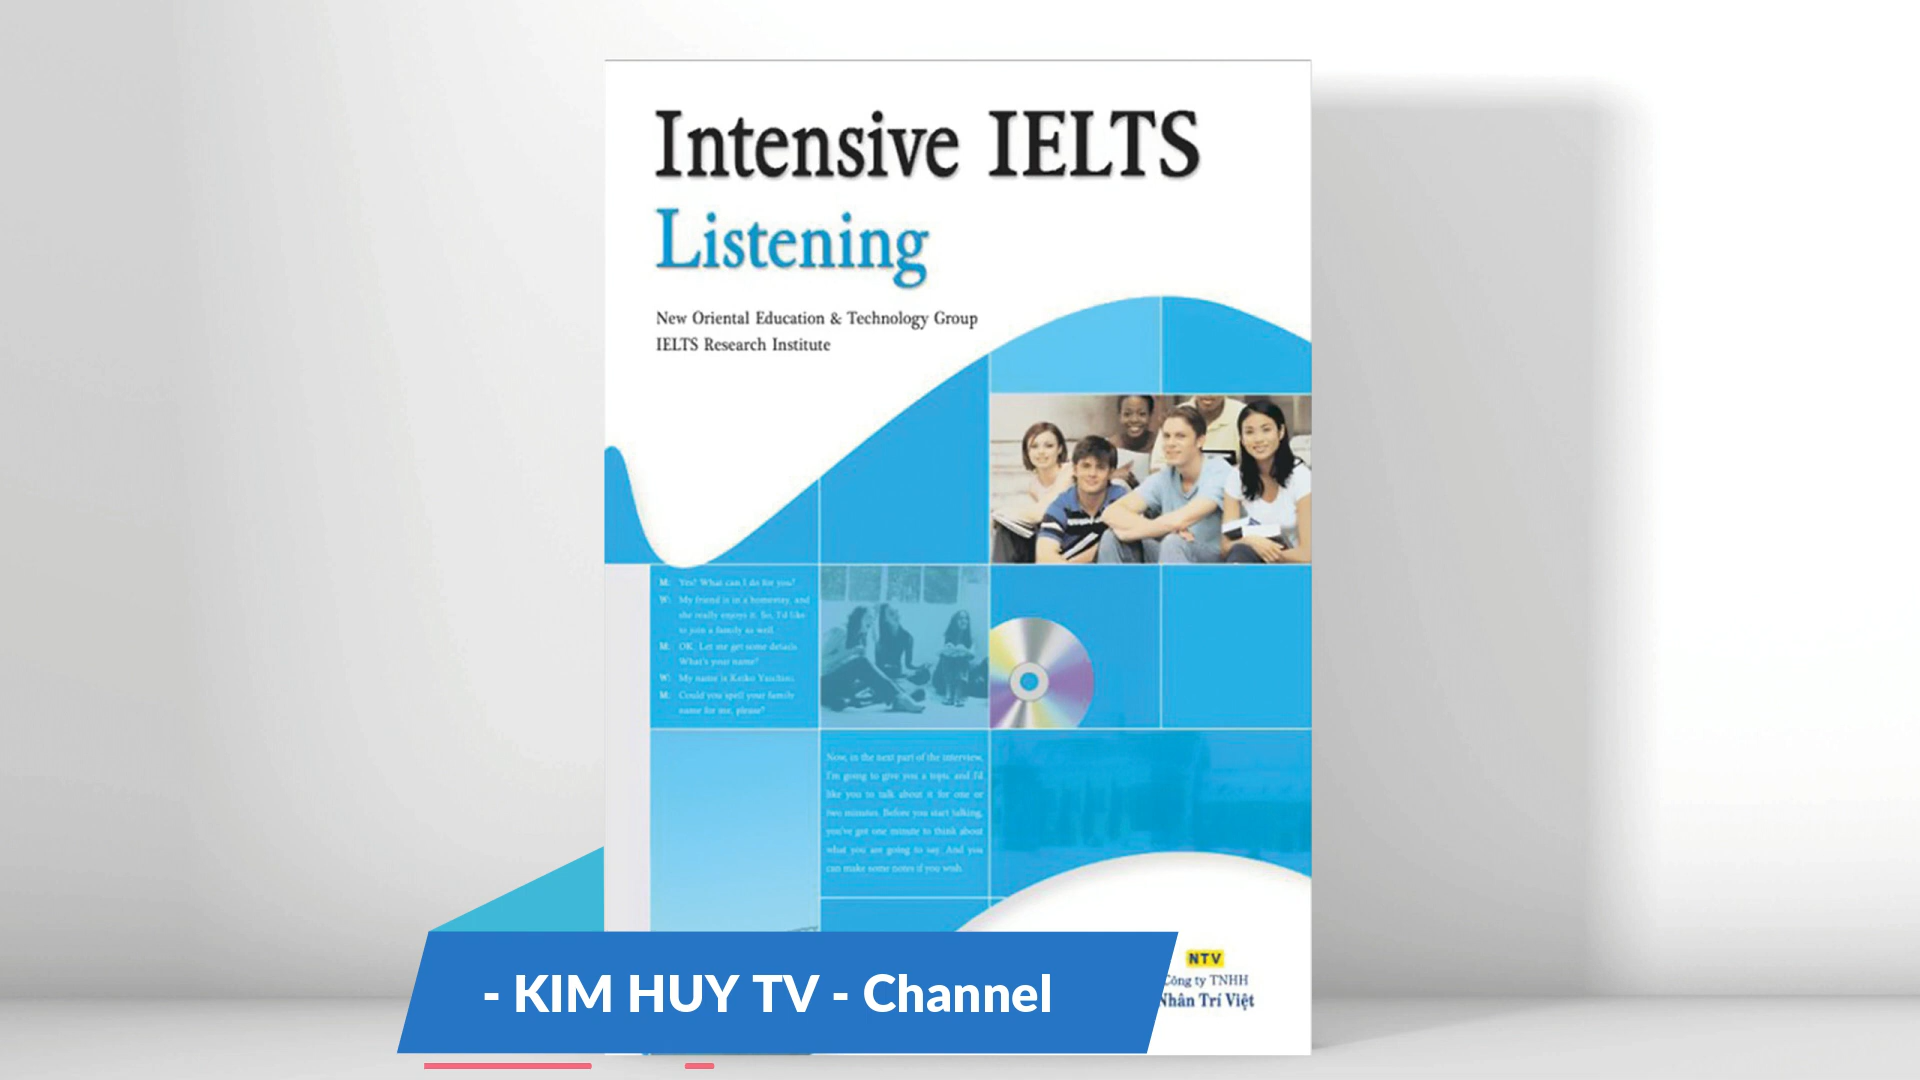 Intensive IELTS
Listening
New Oriental Education & Technology Group
IELTS Research Institute
M: Yes? What can I do for you?
W: My friend is in a homestay, and
she really enjoys it. So, I'd like
to join a family as well.
M: OK. Let me get some details.
What's your name?
W: My name is Keiko
M: Could you spell your family
name for me, please?
Now, in the next part of the interview,
I'm going to give you a topic and I'd
like you to talk about it for one or
two minutes. Before you start talking,
you've got one minute to think about
what you are going to say. And you
can make some notes if you wish.
NTV
Công ty TNHH
Nhân Trí Việt
- KIM HUY TV - Channel